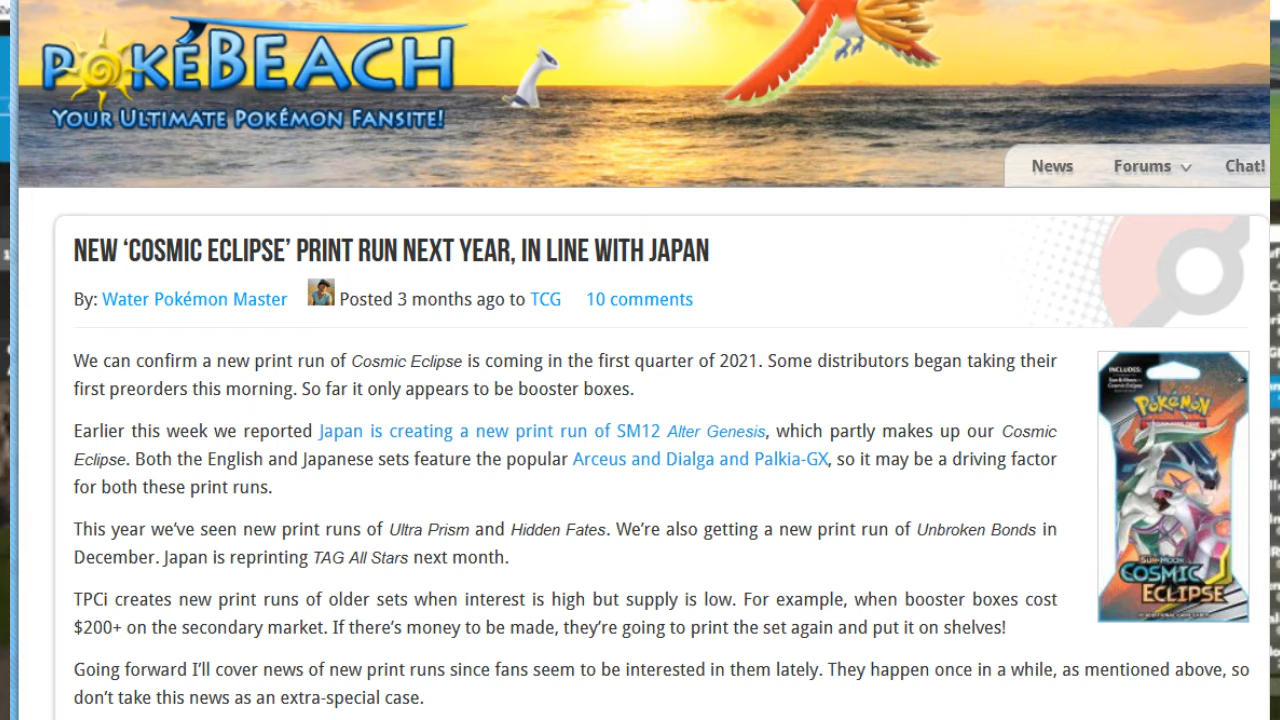 POKÉBEACH
YOUR ULTIMATE POKÉMON FANSITE!
News Forums Chat!
NEW ‘COSMIC ECLIPSE’ PRINT RUN NEXT YEAR, IN LINE WITH JAPAN
By: Water Pokémon Master Posted 3 months ago to TCG 10 comments
We can confirm a new print run of Cosmic Eclipse is coming in the first quarter of 2021. Some distributors began taking their
first preorders this morning. So far it only appears to be booster boxes.
Earlier this week we reported Japan is creating a new print run of SM12 Alter Genesis, which partly makes up our Cosmic
Eclipse. Both the English and Japanese sets feature the popular Arceus and Dialga and Palkia-GX, so it may be a driving factor
for both these print runs.
This year we’ve seen new print runs of Ultra Prism and Hidden Fates. We’re also getting a new print run of Unbroken Bonds in
December. Japan is reprinting TAG All Stars next month.
TPCi creates new print runs of older sets when interest is high but supply is low. For example, when booster boxes cost
$200+ on the secondary market. If there’s money to be made, they’re going to print the set again and put it on shelves!
Going forward I’ll cover news of new print runs since fans seem to be interested in them lately. They happen once in a while, as mentioned above, so
don’t take this news as an extra-special case.
INCLUDES:
POKÉMON
SUN & MOON
COSMIC
ECLIPSE